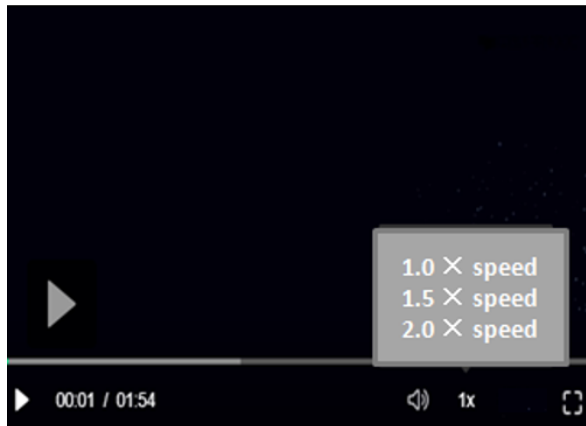 1.0 × speed
1.5 × speed
2.0 × speed
00:01 / 01:54 1x